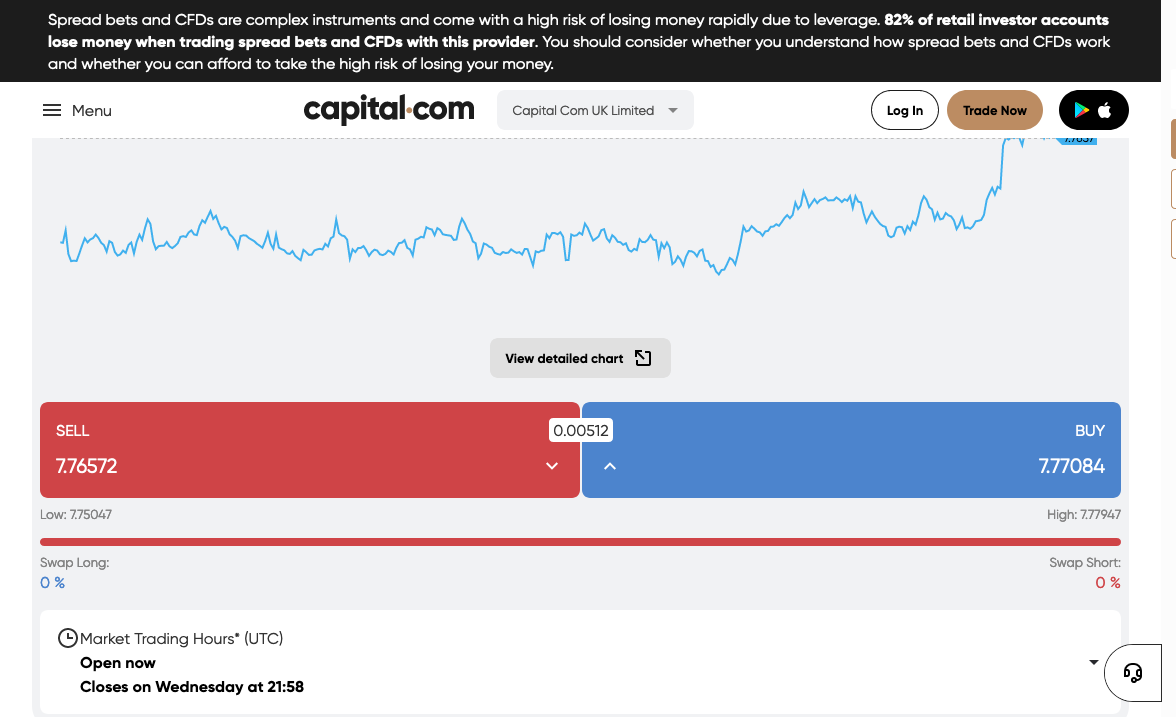 Spread bets and CFDs are complex instruments and come with a high risk of losing money rapidly due to leverage. 82% of retail investor accounts
lose money when trading spread bets and CFDs with this provider. You should consider whether you understand how spread bets and CFDs work
and whether you can afford to take the high risk of losing your money.
Menu
capital.com
Capital Com UK Limited
Log In
Trade Now
View detailed chart
SELL
0.00512
BUY
7.76572
7.77084
Low: 7.75047
High: 7.77947
Swap Long:
Swap Short:
0 %
0 %
Market Trading Hours* (UTC)
Open now
Closes on Wednesday at 21:58